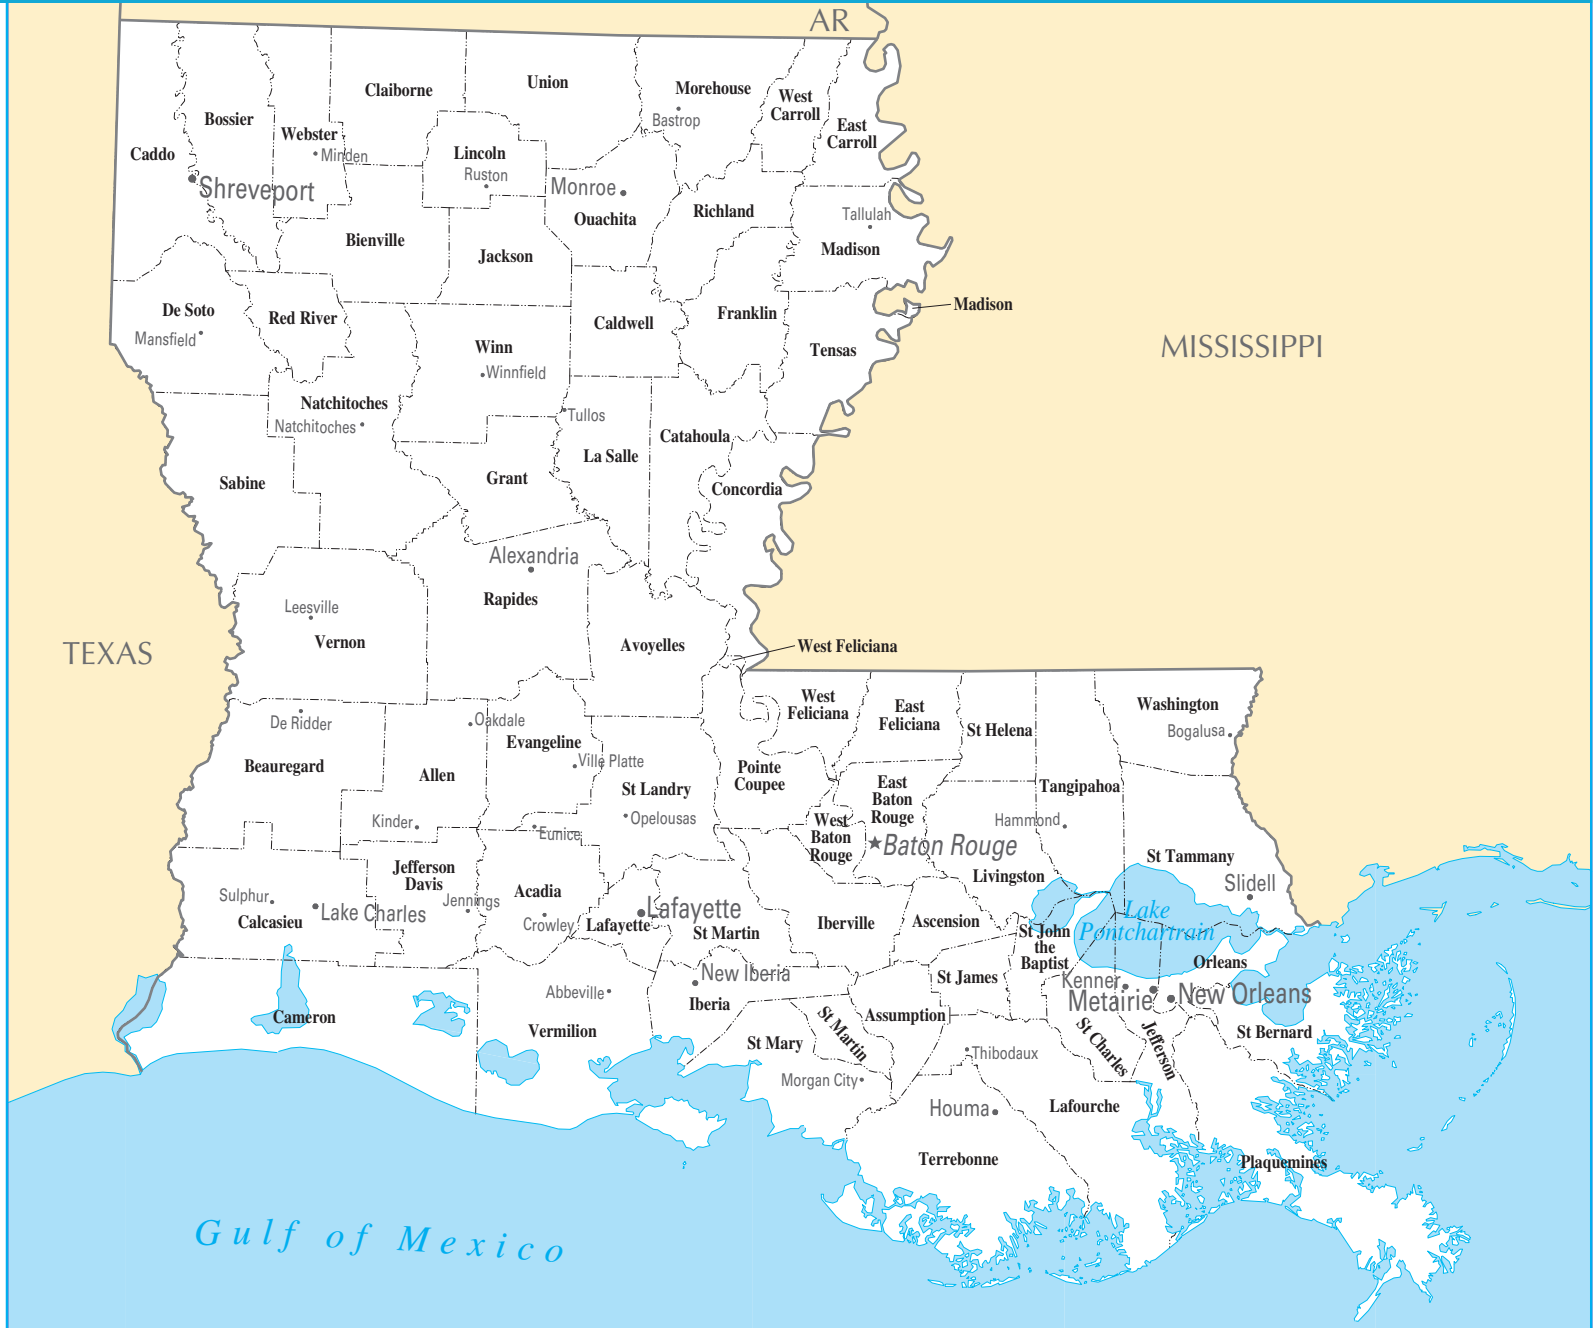 AR
Union
Claiborne
Morehouse
West
Carroll
Bossier
Bastrop
Webster
East
Carroll
Caddo
Minden
Lincoln
Ruston
Shreveport
Monroe
Richland
Tallulah
Ouachita
Bienville
Madison
Jackson
De Soto
Red River
Caldwell
Franklin
Madison
Mansfield
Winn
Tensas
MISSISSIPPI
Winnfield
Natchitoches
Natchitoches
Tullos
Catahoula
La Salle
Sabine
Grant
Concordia
Alexandria
Rapides
Leesville
Vernon
TEXAS
Avoyelles
West Feliciana
West
Feliciana
East
Feliciana
Washington
De Ridder
Oakdale
St Helena
Bogalusa
Evangeline
Ville Platte
Beauregard
Allen
Pointe
Coupee
East
Baton
Rouge
Tangipahoa
St Landry
Kinder
Eunice
Opelousas
West
Baton
Rouge
Hammond
Baton Rouge
St Tammany
Jefferson
Davis
Livingston
Slidell
Sulphur
Acadia
Jennings
Lake Charles
Lafayette
Lake
Pontchartrain
Calcasieu
Crowley
Lafayette
St Martin
Iberville
Ascension
St John
the
Baptist
Orleans
New Iberia
St James
Kenner
Abbeville
Metairie
New Orleans
Iberia
Cameron
Vermilion
Assumption
St Martin
St Mary
St Charles
Jefferson
St Bernard
Thibodaux
Morgan City
Houma
Lafourche
Terrebonne
Plaquemines
Gulf of Mexico